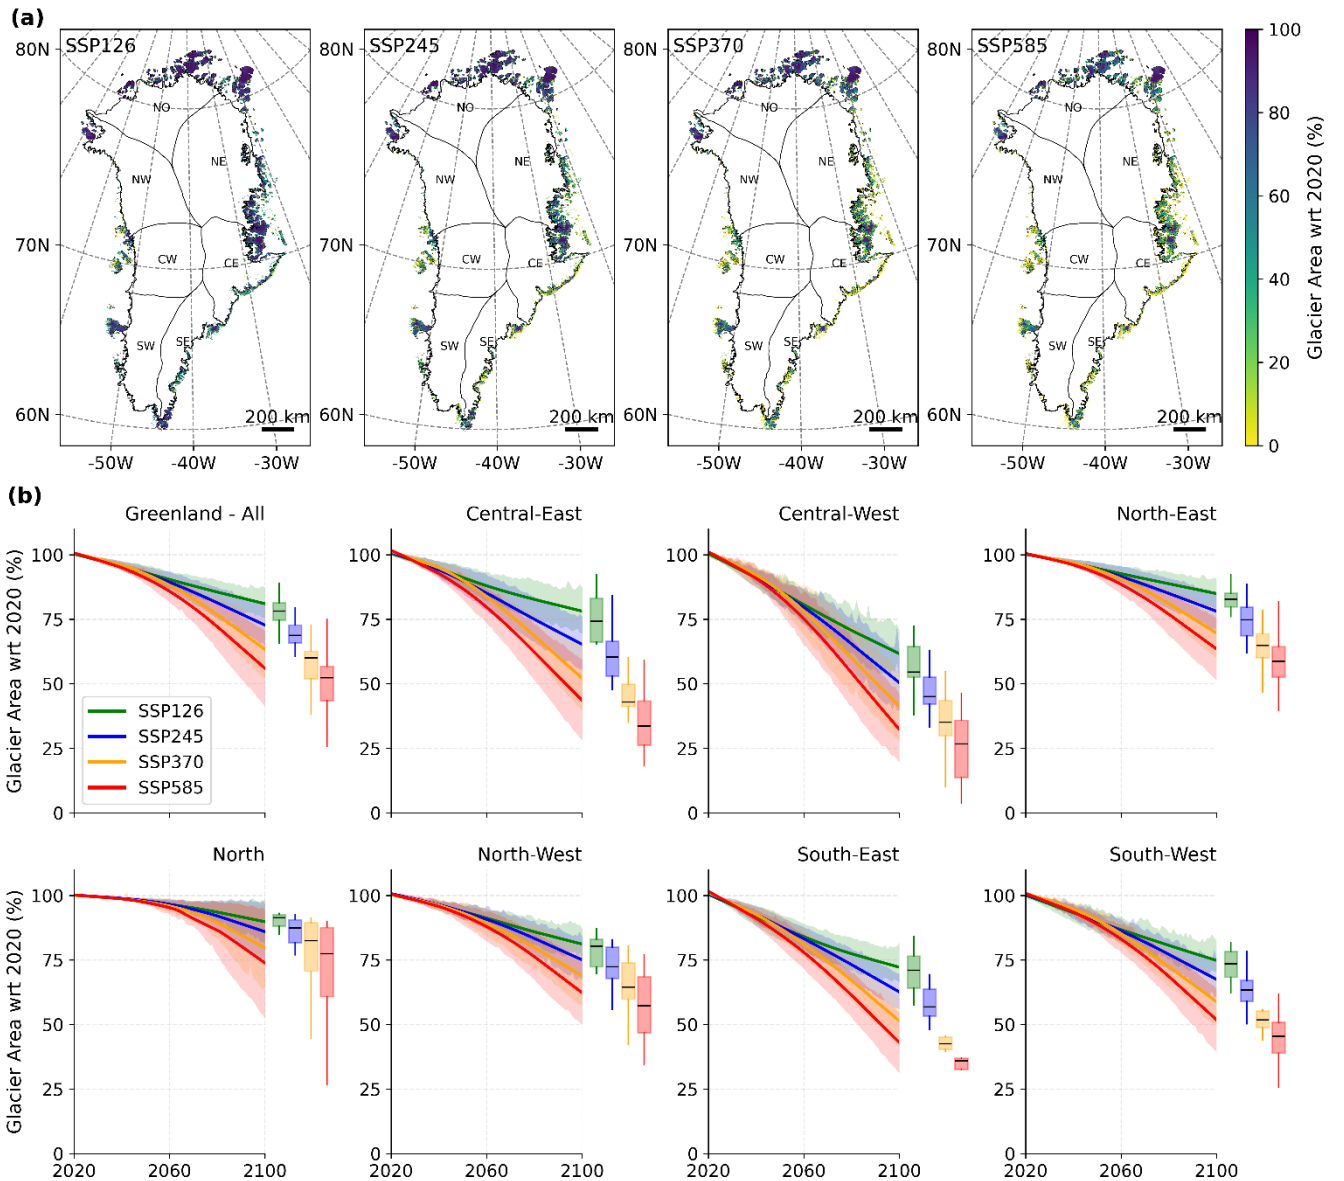 (a)
SSP126
SSP245
SSP370
SSP585
80N
80N
80N
80N
70N
70N
70N
70N
60N
60N
60N
60N
NO
NE
NW
CW
CE
SW
SE
200 km
NO
NE
NW
CW
CE
SW
SE
200 km
NO
NE
NW
CW
CE
SW
SE
200 km
NO
NE
NW
CW
CE
SW
SE
200 km
-50W -40W -30W
-50W -40W -30W
-50W -40W -30W
-50W -40W -30W
100
80
60
40
20
0
Glacier Area wrt 2020 (%)
(b)
Greenland - All
Central-East
Central-West
North-East
Glacier Area wrt 2020 (%)
100
75
50
25
0
SSP126
SSP245
SSP370
SSP585
100
75
50
25
0
100
75
50
25
0
100
75
50
25
0
North
North-West
South-East
South-West
Glacier Area wrt 2020 (%)
100
75
50
25
0
100
75
50
25
0
100
75
50
25
0
100
75
50
25
0
2020 2060 2100
2020 2060 2100
2020 2060 2100
2020 2060 2100